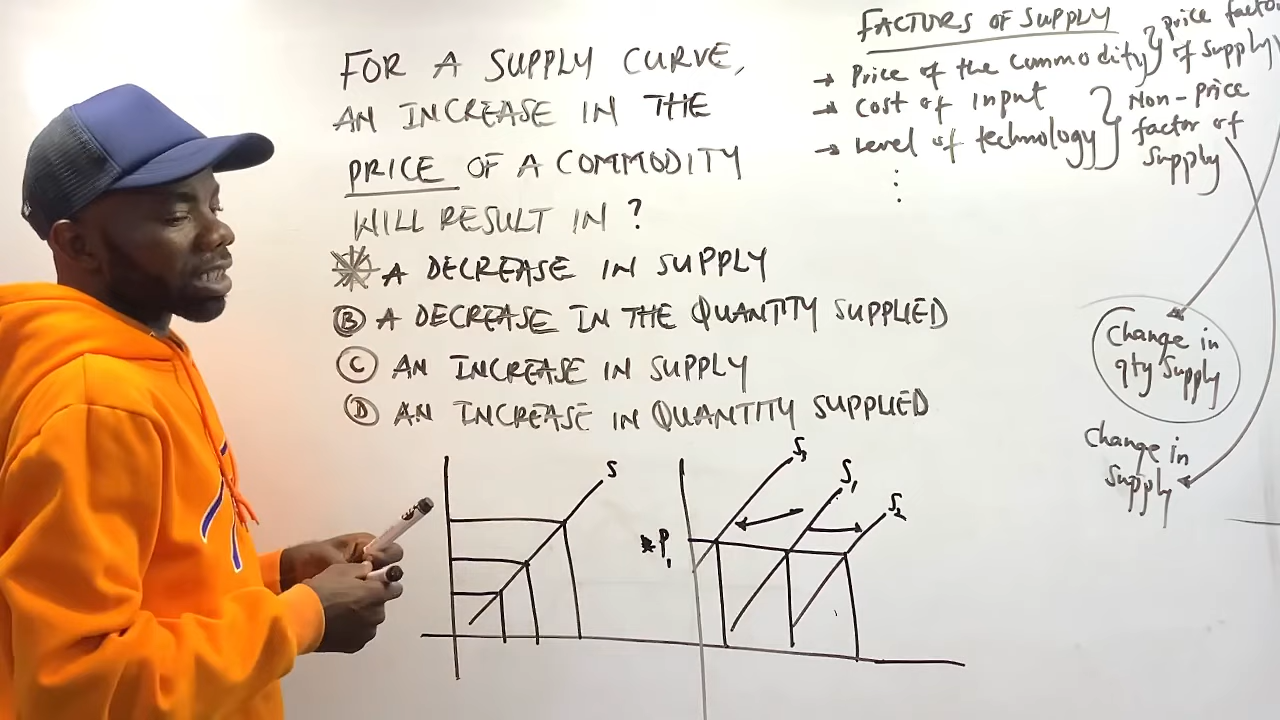 FOR A SUPPLY CURVE,
AN INCREASE IN THE
PRICE OF A COMMODITY
WILL RESULT IN ?
A DECREASE IN SUPPLY
Ⓑ A DECREASE IN THE QUANTITY SUPPLIED
Ⓒ AN INCREASE IN SUPPLY
Ⓓ AN INCREASE IN QUANTITY SUPPLIED
FACTORS OF SUPPLY
→ Price of the commodity
→ Cost of input
→ Level of technology
⋮
price factor
of supply
Non-price
factor of
supply
Change in
qty supply
Change in
supply
S
S₃
S₁
S₂
P₁